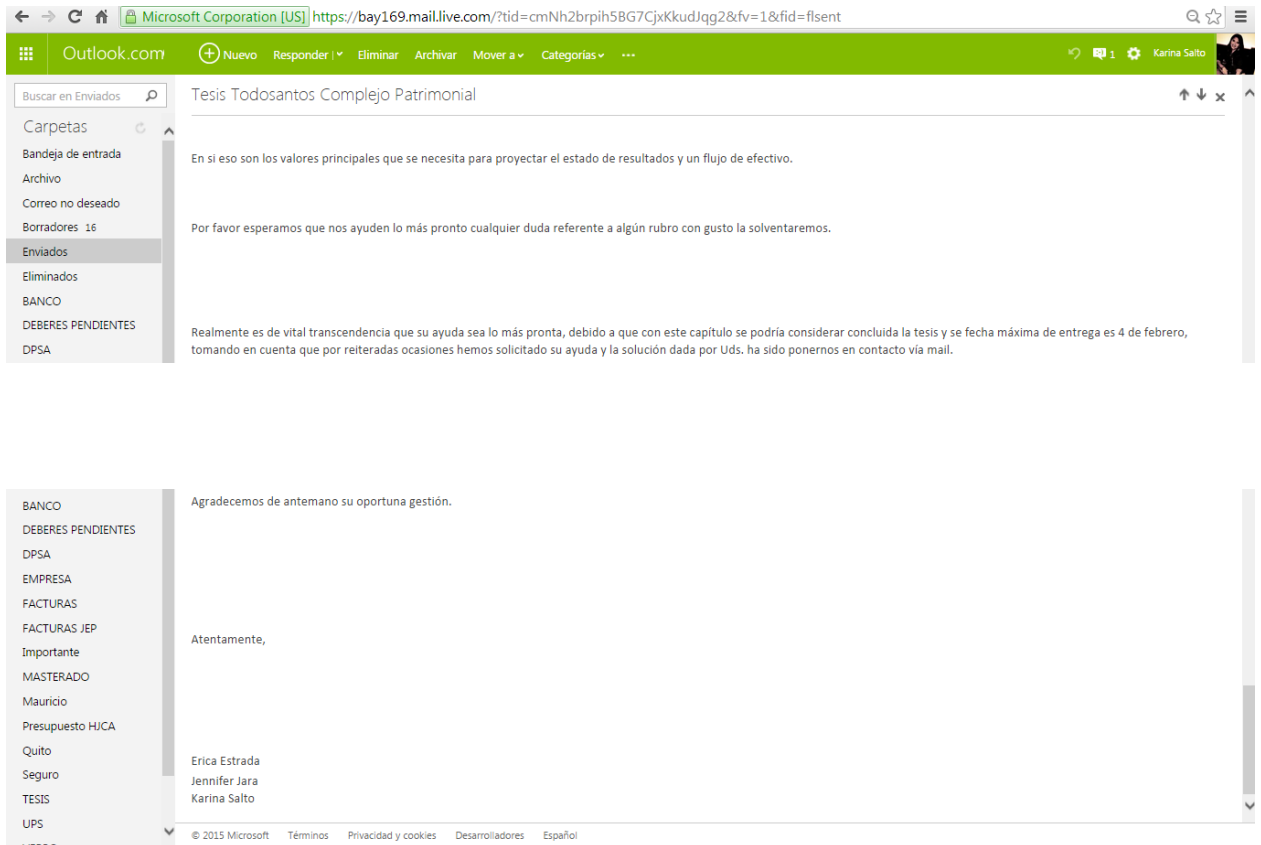 Microsoft Corporation [US] https://bay169.mail.live.com/?tid=cmNh2brpih5BG7CjxKkudJqg2&fv=1&fid=flsent
Outlook.com Nuevo Responder Eliminar Archivar Mover a Categorías ... 1 Karina Salto
Buscar en Enviados
Tesis Todosantos Complejo Patrimonial
Carpetas
Bandeja de entrada
Archivo
Correo no deseado
Borradores 16
Enviados
Eliminados
BANCO
DEBERES PENDIENTES
DPSA
En si eso son los valores principales que se necesita para proyectar el estado de resultados y un flujo de efectivo.
Por favor esperamos que nos ayuden lo más pronto cualquier duda referente a algún rubro con gusto la solventaremos.
Realmente es de vital transcendencia que su ayuda sea lo más pronta, debido a que con este capítulo se podría considerar concluida la tesis y se fecha máxima de entrega es 4 de febrero,
tomando en cuenta que por reiteradas ocasiones hemos solicitado su ayuda y la solución dada por Uds. ha sido ponernos en contacto vía mail.
BANCO
DEBERES PENDIENTES
DPSA
EMPRESA
FACTURAS
FACTURAS JEP
Importante
MASTERADO
Mauricio
Presupuesto HJCA
Quito
Seguro
TESIS
UPS
Agradecemos de antemano su oportuna gestión.
Atentamente,
Erica Estrada
Jennifer Jara
Karina Salto
© 2015 Microsoft Términos Privacidad y cookies Desarrolladores Español